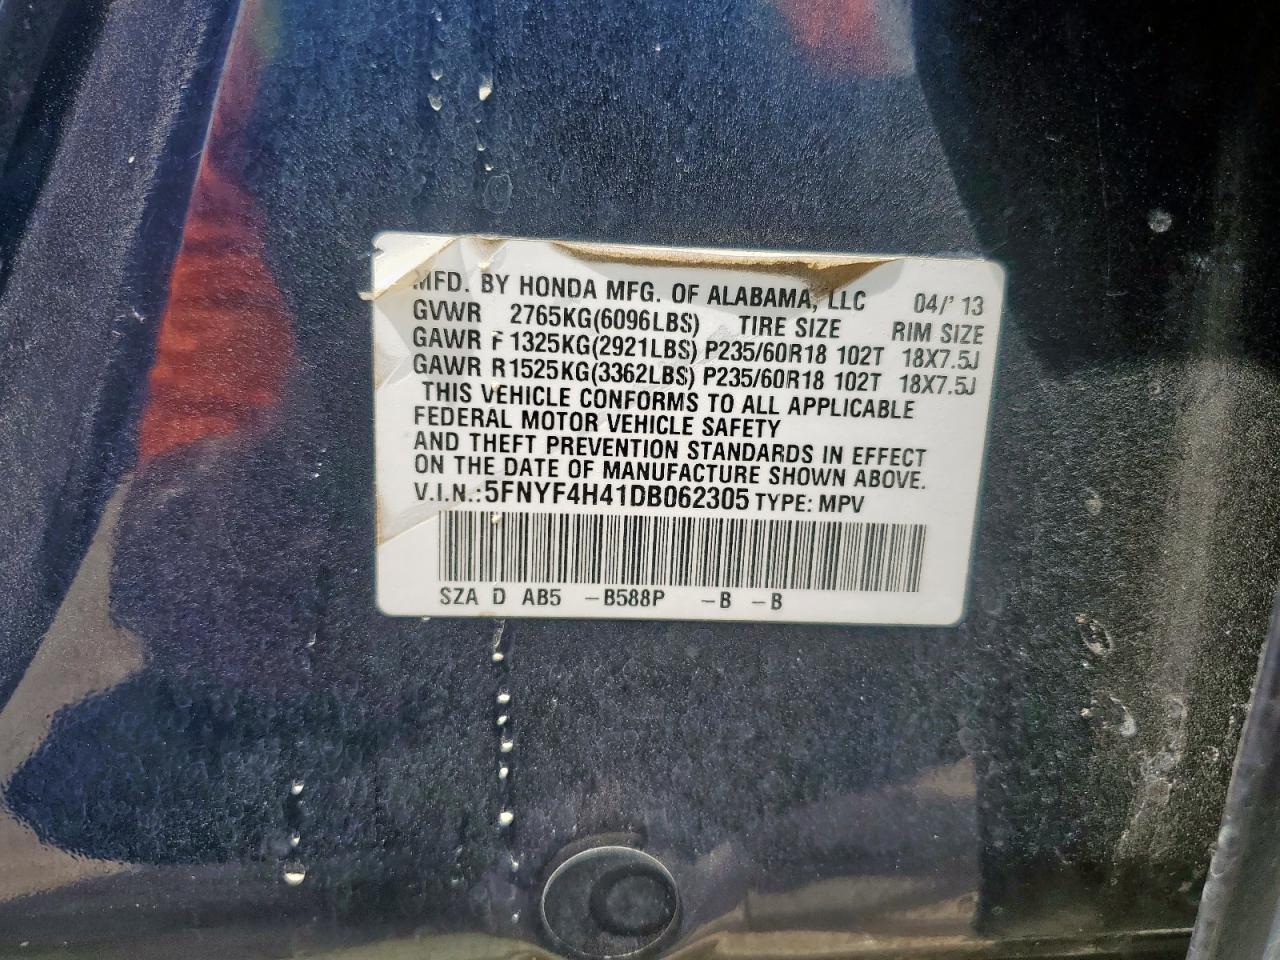 MFD. BY HONDA MFG. OF ALABAMA, LLC 04/'13
GVWR 2765KG(6096LBS) TIRE SIZE RIM SIZE
GAWR F 1325KG(2921LBS) P235/60R18 102T 18X7.5J
GAWR R1525KG(3362LBS) P235/60R18 102T 18X7.5J
THIS VEHICLE CONFORMS TO ALL APPLICABLE
FEDERAL MOTOR VEHICLE SAFETY
AND THEFT PREVENTION STANDARDS IN EFFECT
ON THE DATE OF MANUFACTURE SHOWN ABOVE.
V.I.N.:5FNYF4H41DB062305 TYPE: MPV
SZA D AB5 -B588P -B -B